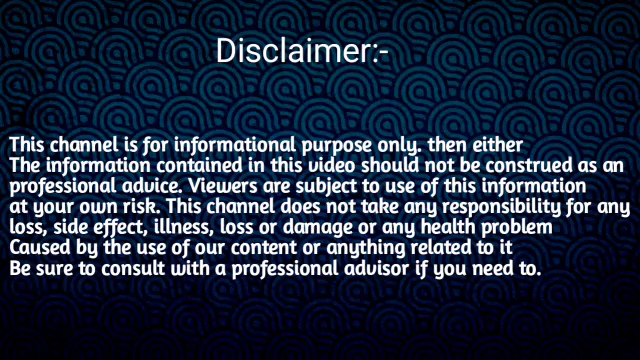 Disclaimer:-
This channel is for informational purpose only. then either
The information contained in this video should not be construed as an
professional advice. Viewers are subject to use of this information
at your own risk. This channel does not take any responsibility for any
loss, side effect, illness, loss or damage or any health problem
Caused by the use of our content or anything related to it
Be sure to consult with a professional advisor if you need to.